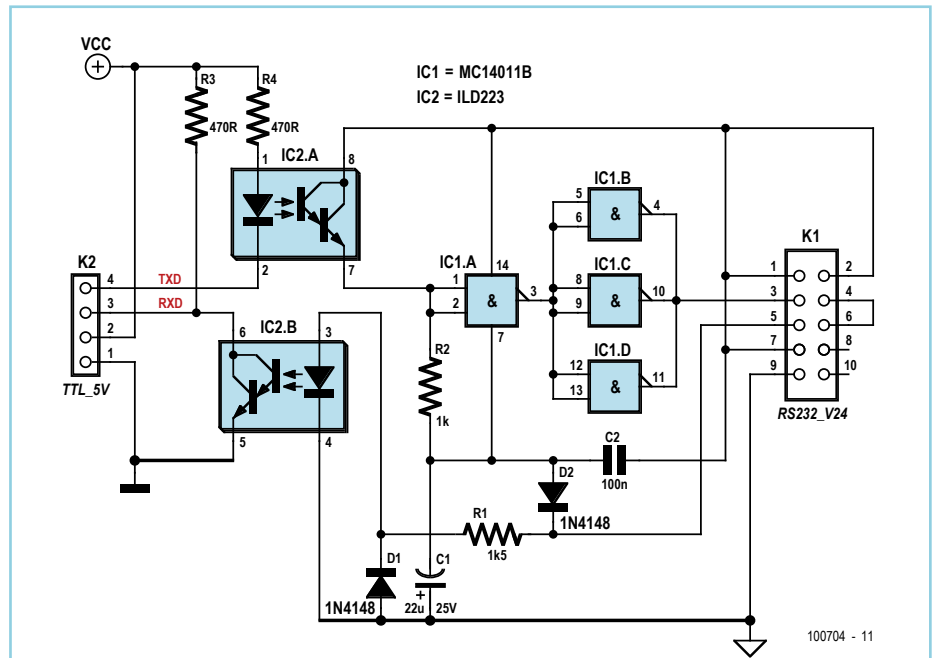 VCC
R3
470R
R4
470R
IC1 = MC14011B
IC2 = ILD223
IC2.A
1
8
2
7
K2
4
3
2
1
TTL_5V
TXD
RXD
IC2.B
6
3
5
4
IC1.A
1
2
&
14
3
7
IC1.B
5
6
&
4
IC1.C
8
9
&
10
IC1.D
12
13
&
11
K1
1
2
3
4
5
6
7
8
9
10
RS232_V24
R2
1k
C2
100n
D2
1N4148
R1
1k5
D1
1N4148
C1
+
22u
25V
100704 - 11